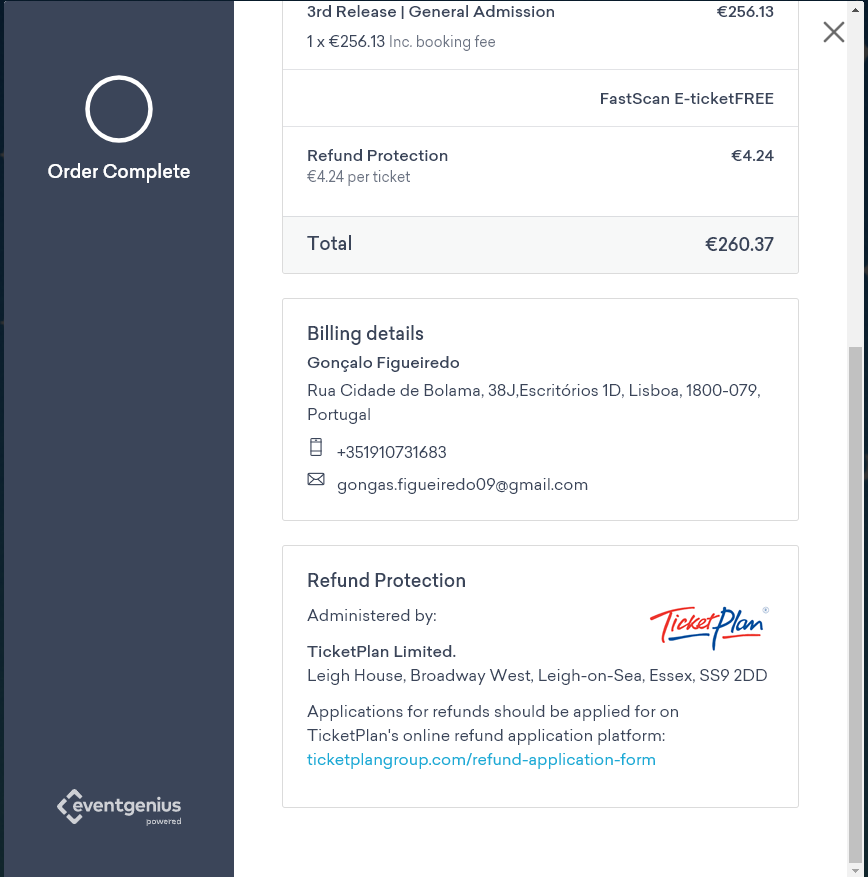 3rd Release | General Admission €256.13
1 x €256.13 Inc. booking fee
FastScan E-ticketFREE
Refund Protection €4.24
€4.24 per ticket
Total €260.37
Order Complete
Billing details
Gonçalo Figueiredo
Rua Cidade de Bolama, 38J,Escritórios 1D, Lisboa, 1800-079,
Portugal
+351910731683
gongas.figueiredo09@gmail.com
Refund Protection
Administered by:
TicketPlan®
TicketPlan Limited.
Leigh House, Broadway West, Leigh-on-Sea, Essex, SS9 2DD
Applications for refunds should be applied for on
TicketPlan's online refund application platform:
ticketplangroup.com/refund-application-form
eventgenius
powered